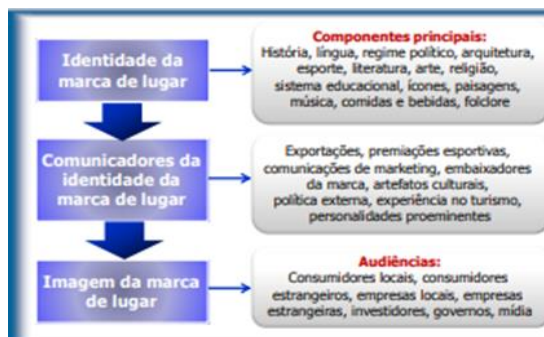 Identidade da
marca de lugar
Componentes principais:
História, língua, regime político, arquitetura,
esporte, literatura, arte, religião,
sistema educacional, ícones, paisagens,
música, comidas e bebidas, folclore
Comunicadores da
identidade da
marca de lugar
Exportações, premiações esportivas,
comunicações de marketing, embaixadores
da marca, artefatos culturais,
política externa, experiência no turismo,
personalidades proeminentes
Imagem da marca
de lugar
Audiências:
Consumidores locais, consumidores
estrangeiros, empresas locais, empresas
estrangeiras, investidores, governos, mídia